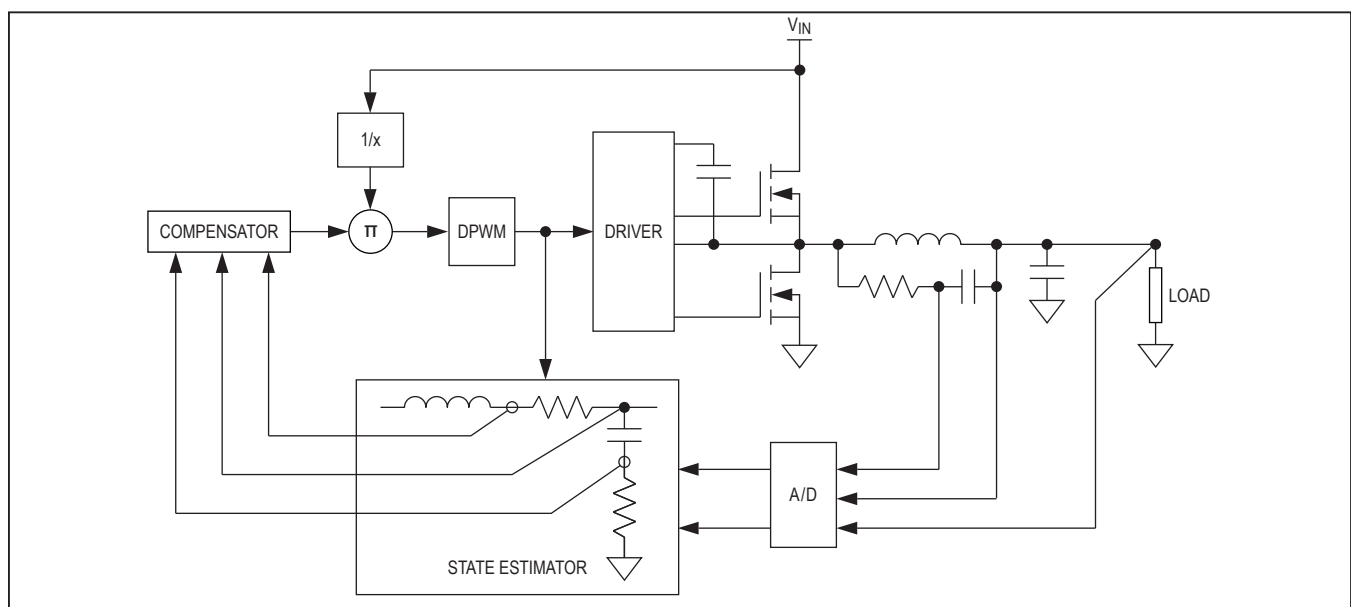 VIN
1/x
COMPENSATOR
π
DPWM
DRIVER
LOAD
A/D
STATE ESTIMATOR